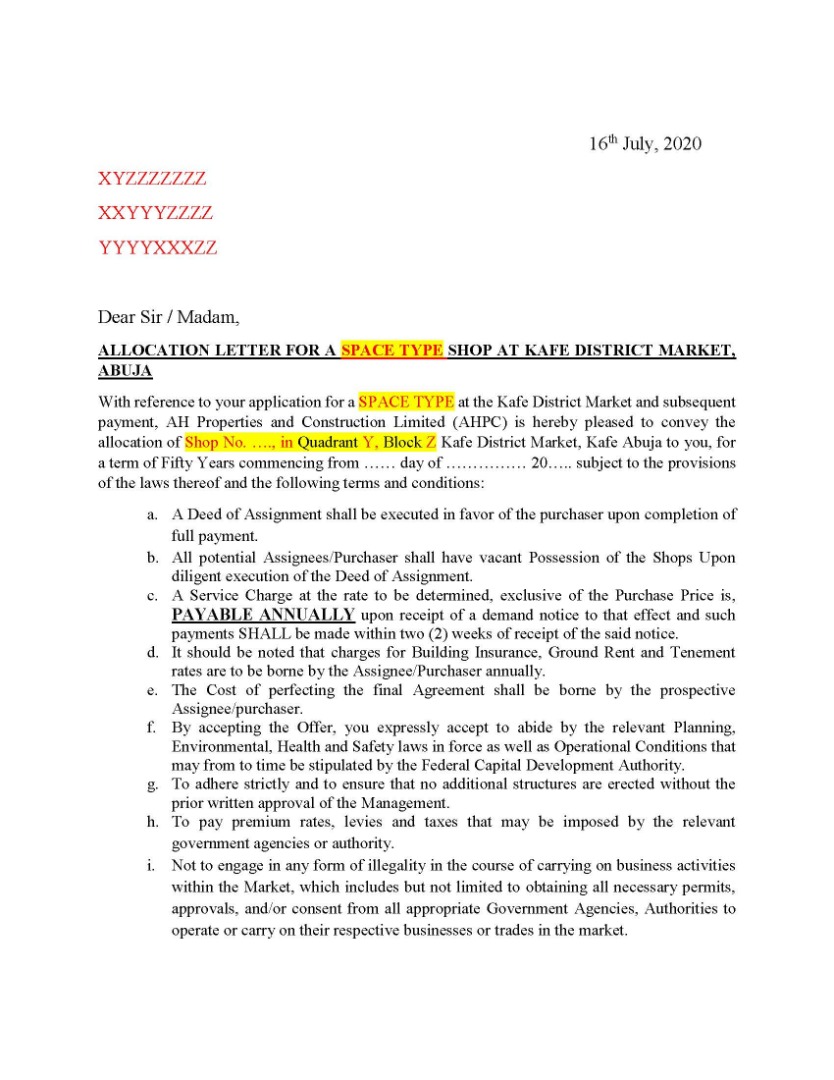 16th July, 2020
XYZZZZZZZ
XXYYYZZZZ
YYYYXXXZZ
Dear Sir / Madam,
ALLOCATION LETTER FOR A SPACE TYPE SHOP AT KAFE DISTRICT MARKET,
ABUJA
With reference to your application for a SPACE TYPE at the Kafe District Market and subsequent
payment, AH Properties and Construction Limited (AHPC) is hereby pleased to convey the
allocation of Shop No. …., in Quadrant Y, Block Z Kafe District Market, Kafe Abuja to you, for
a term of Fifty Years commencing from …… day of …………… 20….. subject to the provisions
of the laws thereof and the following terms and conditions:
a. A Deed of Assignment shall be executed in favor of the purchaser upon completion of
full payment.
b. All potential Assignees/Purchaser shall have vacant Possession of the Shops Upon
diligent execution of the Deed of Assignment.
c. A Service Charge at the rate to be determined, exclusive of the Purchase Price is,
PAYABLE ANNUALLY upon receipt of a demand notice to that effect and such
payments SHALL be made within two (2) weeks of receipt of the said notice.
d. It should be noted that charges for Building Insurance, Ground Rent and Tenement
rates are to be borne by the Assignee/Purchaser annually.
e. The Cost of perfecting the final Agreement shall be borne by the prospective
Assignee/purchaser.
f. By accepting the Offer, you expressly accept to abide by the relevant Planning,
Environmental, Health and Safety laws in force as well as Operational Conditions that
may from to time be stipulated by the Federal Capital Development Authority.
g. To adhere strictly and to ensure that no additional structures are erected without the
prior written approval of the Management.
h. To pay premium rates, levies and taxes that may be imposed by the relevant
government agencies or authority.
i. Not to engage in any form of illegality in the course of carrying on business activities
within the Market, which includes but not limited to obtaining all necessary permits,
approvals, and/or consent from all appropriate Government Agencies, Authorities to
operate or carry on their respective businesses or trades in the market.